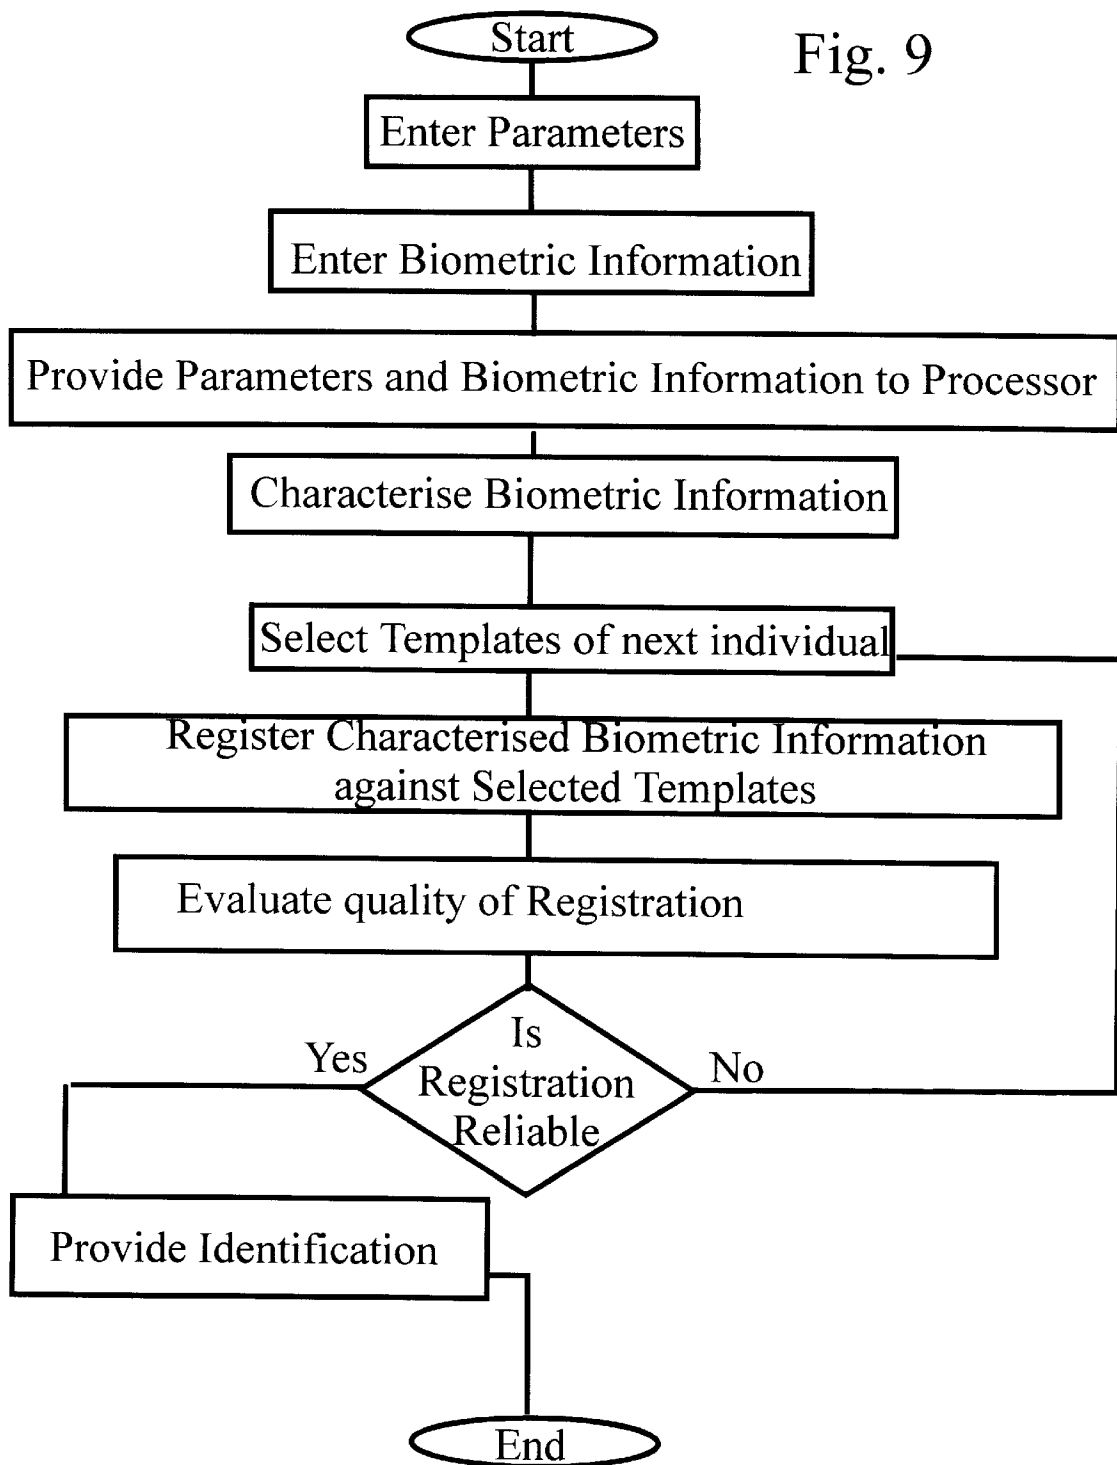 Start
Fig. 9
Enter Parameters
Enter Biometric Information
Provide Parameters and Biometric Information to Processor
Characterise Biometric Information
Select Templates of next individual
Register Characterised Biometric Information
against Selected Templates
Evaluate quality of Registration
Is
Yes
Registration
No
Reliable
Provide Identification
End